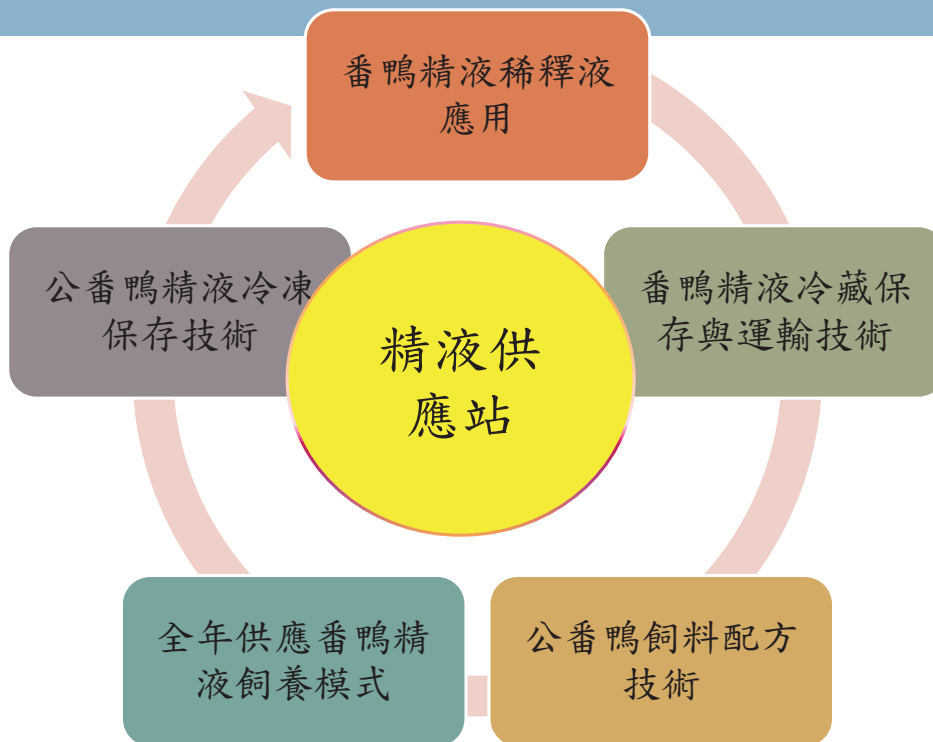 番鴨精液稀釋液
應用
公番鴨精液冷凍
保存技術
精液供
應站
番鴨精液冷藏保
存與運輸技術
全年供應番鴨精
液飼養模式
公番鴨飼料配方
技術